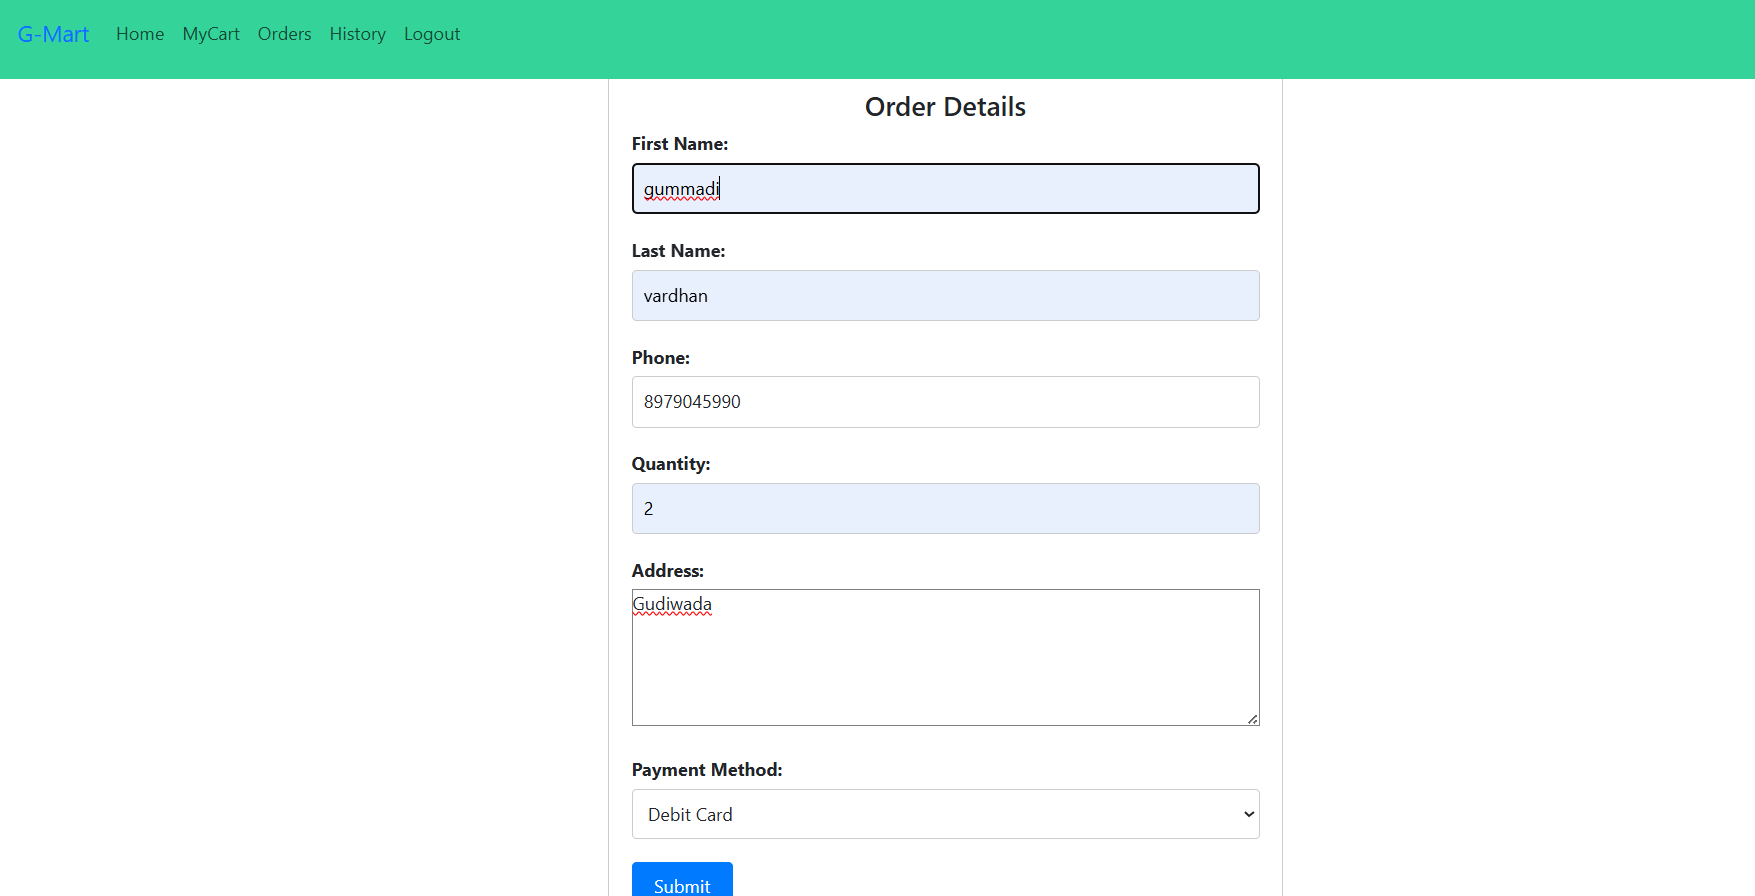 G-Mart Home MyCart Orders History Logout
Order Details
First Name:
gummadi
Last Name:
vardhan
Phone:
8979045990
Quantity:
2
Address:
Gudiwada
Payment Method:
Debit Card
Submit